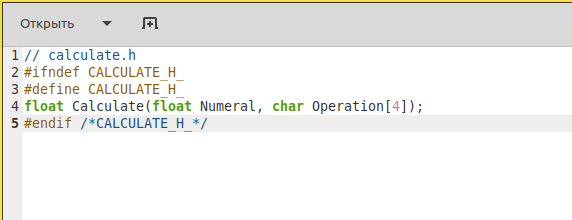 Открыть
1 // calculate.h
2 #ifndef CALCULATE_H_
3 #define CALCULATE_H_
4 float Calculate(float Numeral, char Operation[4]);
5 #endif /*CALCULATE_H_*/